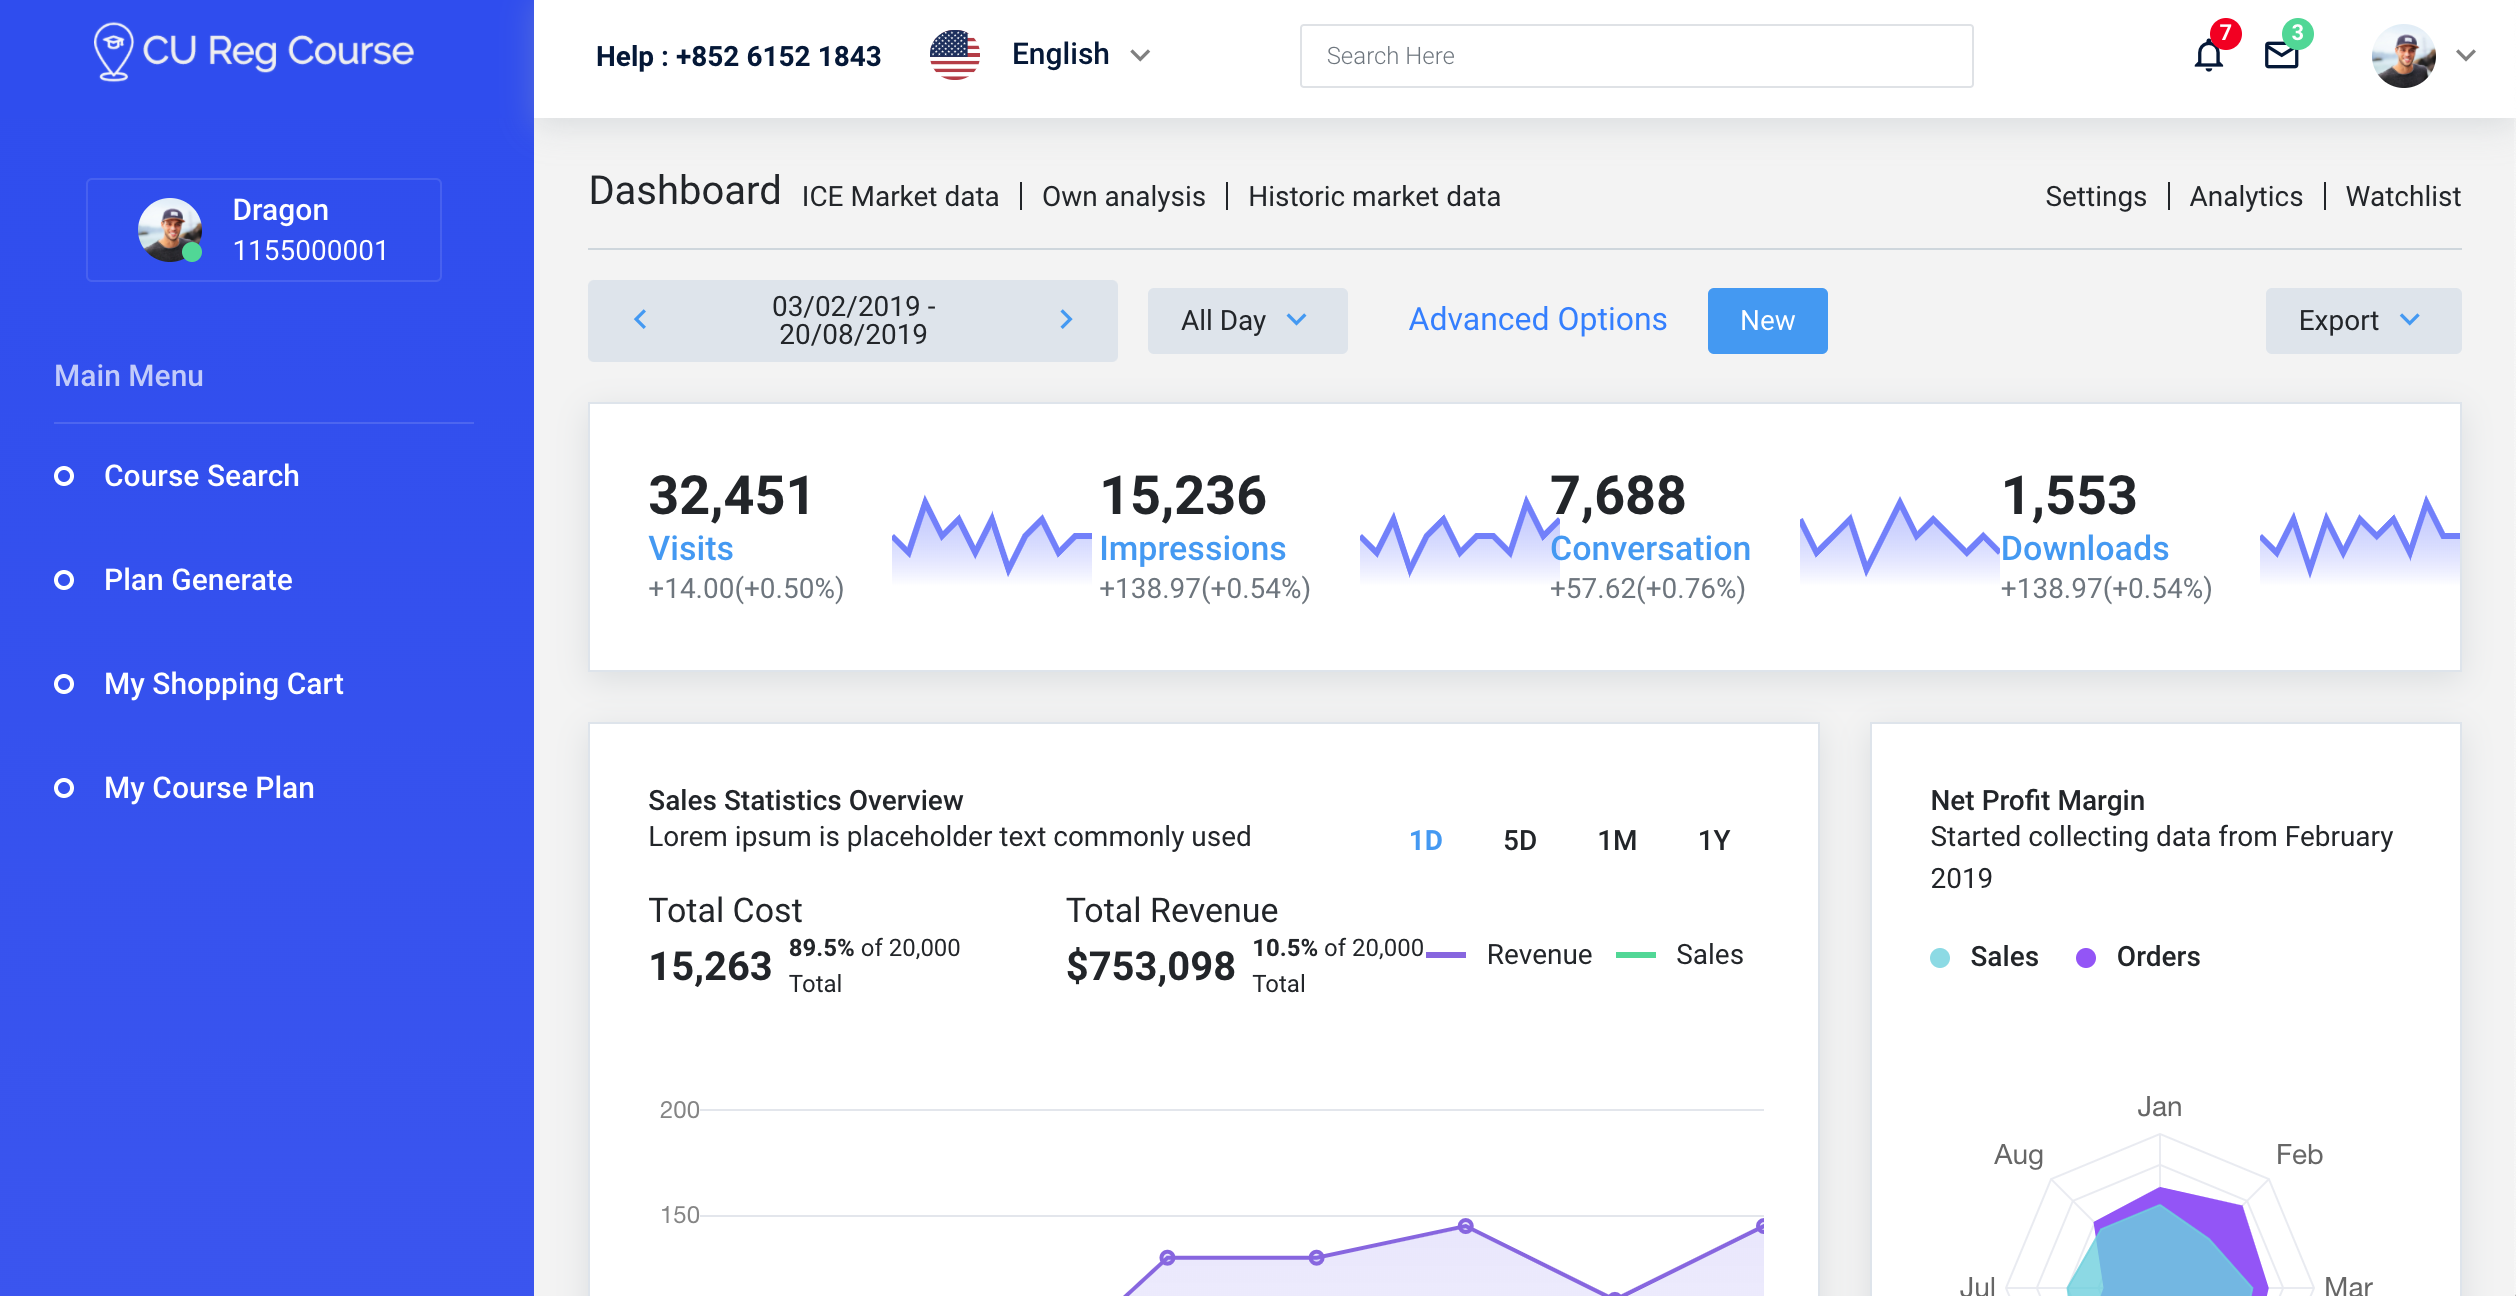 CU Reg Course
Help : +852 6152 1843
English
Search Here
7
3
Dragon
1155000001
Main Menu
Course Search
Plan Generate
My Shopping Cart
My Course Plan
Dashboard ICE Market data | Own analysis | Historic market data
Settings | Analytics | Watchlist
03/02/2019 -
20/08/2019
All Day
Advanced Options
New
Export
32,451
Visits
+14.00(+0.50%)
15,236
Impressions
+138.97(+0.54%)
7,688
Conversation
+57.62(+0.76%)
1,553
Downloads
+138.97(+0.54%)
Sales Statistics Overview
Lorem ipsum is placeholder text commonly used
1D 5D 1M 1Y
Total Cost
15,263
89.5% of 20,000
Total
Total Revenue
$753,098
10.5% of 20,000
Total
Revenue
Sales
200
150
Net Profit Margin
Started collecting data from February
2019
Sales
Orders
Jan
Aug
Feb
Jul
Mar